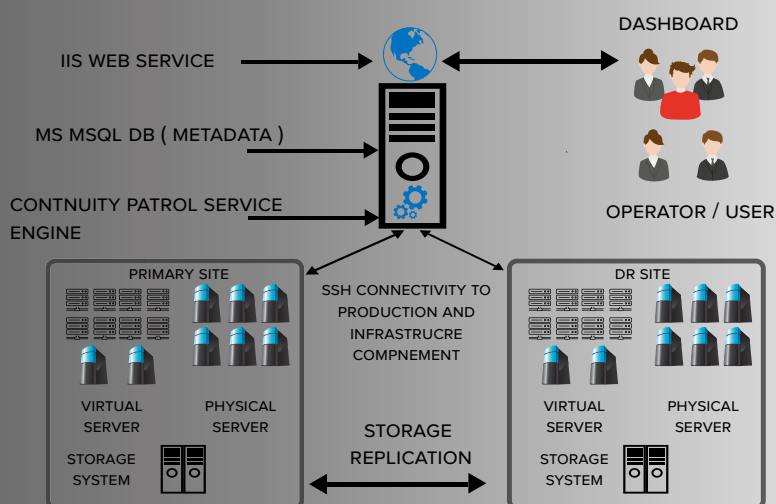 DASHBOARD
IIS WEB SERVICE
MS MSQL DB ( METADATA )
CONTNUITY PATROL SERVICE
ENGINE
OPERATOR / USER
PRIMARY SITE
VIRTUAL
SERVER
PHYSICAL
SERVER
STORAGE
SYSTEM
SSH CONNECTIVITY TO
PRODUCTION AND
INFRASTRUCRE
COMPNEMENT
STORAGE
REPLICATION
DR SITE
VIRTUAL
SERVER
PHYSICAL
SERVER
STORAGE
SYSTEM